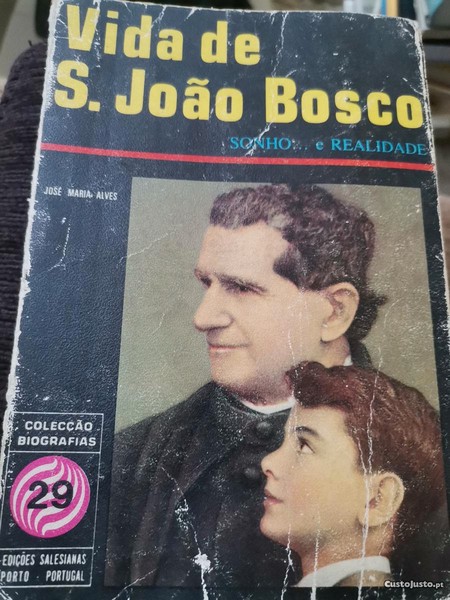 Vida de
S. João Bosco
SONHO... e REALIDADE
JOSÉ MARIA ALVES
COLECÇÃO
BIOGRAFIAS
29
EDIÇÕES SALESIANAS
PORTO - PORTUGAL
CustoJusto.pt